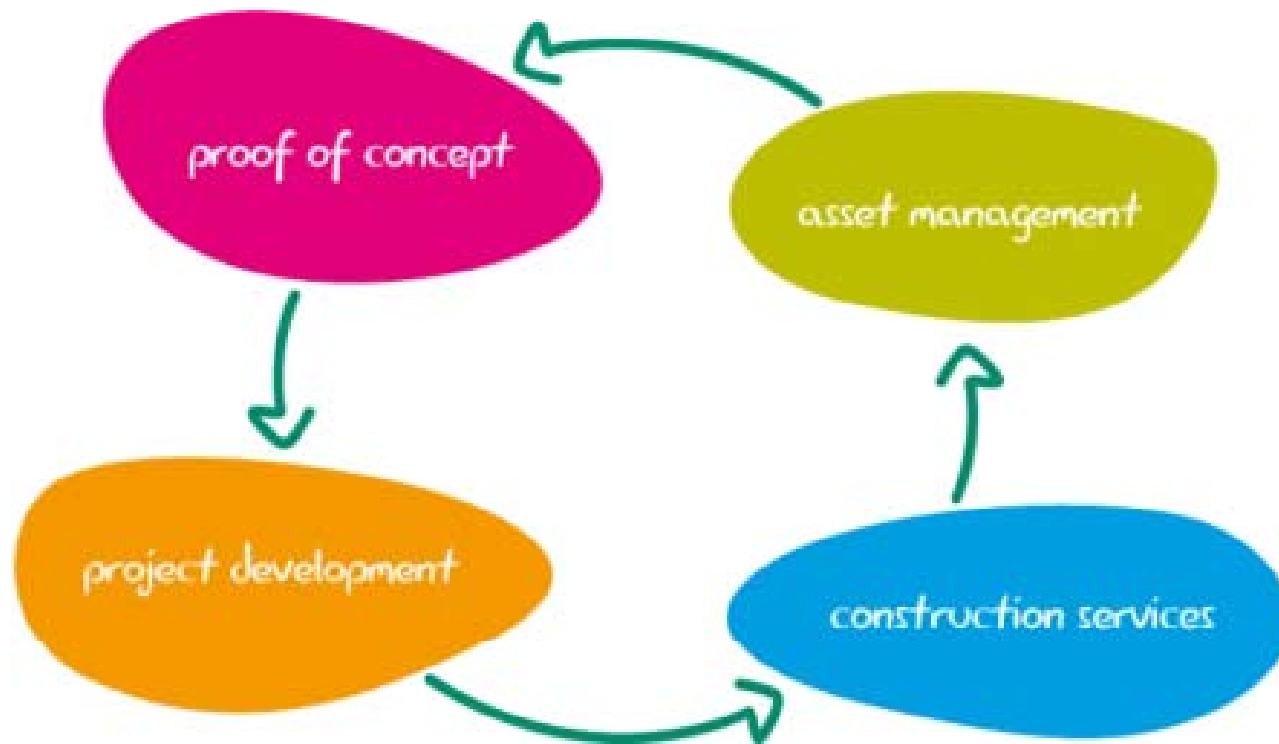 proof of concept
asset management
project development
construction services